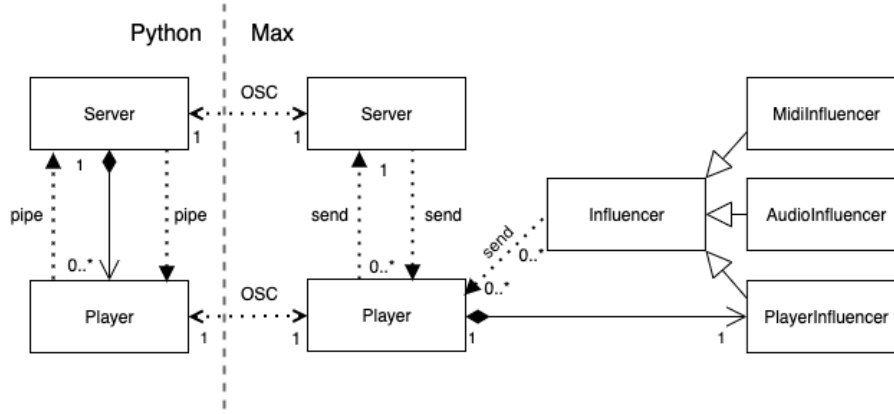 Python
Max
OSC
Server
1
1
Server
MidiInfluencer
1
1
pipe
pipe
send
send
send
Influencer
AudioInfluencer
0..*
0..*
0..*
0..*
OSC
Player
1
1
Player
1
1
PlayerInfluencer